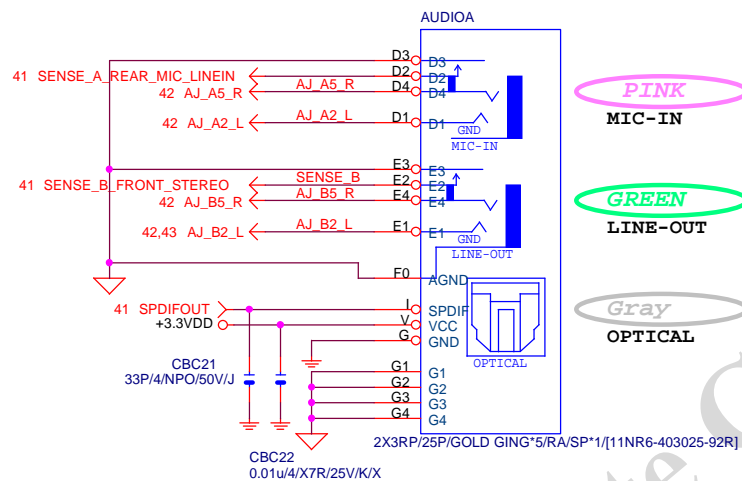 AUDIOA
D3 D3
41 SENSE_A_REAR_MIC_LINEIN D2 D2
42 AJ_A5_R AJ_A5_R D4 D4
42 AJ_A2_L AJ_A2_L D1 D1
GND
MIC-IN
PINK
MIC-IN
E3 E3
41 SENSE_B_FRONT_STEREO SENSE_B E2 E2
42 AJ_B5_R AJ_B5_R E4 E4
42,43 AJ_B2_L AJ_B2_L E1 E1
GND
LINE-OUT
GREEN
LINE-OUT
F0 AGND
41 SPDIFOUT I SPDIF
+3.3VDD V VCC
G GND
OPTICAL
Gray
OPTICAL
CBC21
33P/4/NPO/50V/J
G1 G1
G2 G2
G3 G3
G4 G4
2X3RP/25P/GOLD GING*5/RA/SP*1/[11NR6-403025-92R]
CBC22
0.01u/4/X7R/25V/K/X